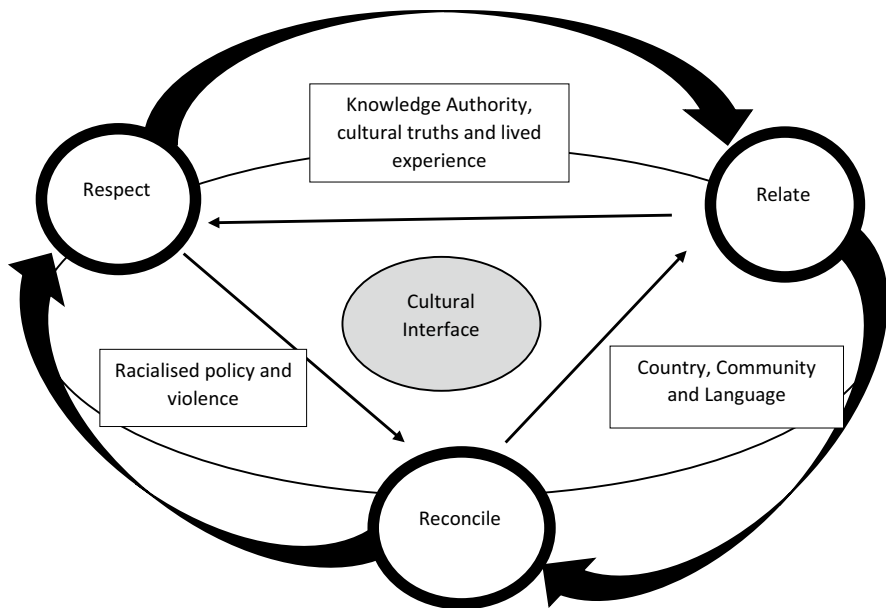 Knowledge Authority,
cultural truths and lived
experience
Respect
Relate
Cultural
Interface
Racialised policy and
violence
Country, Community
and Language
Reconcile